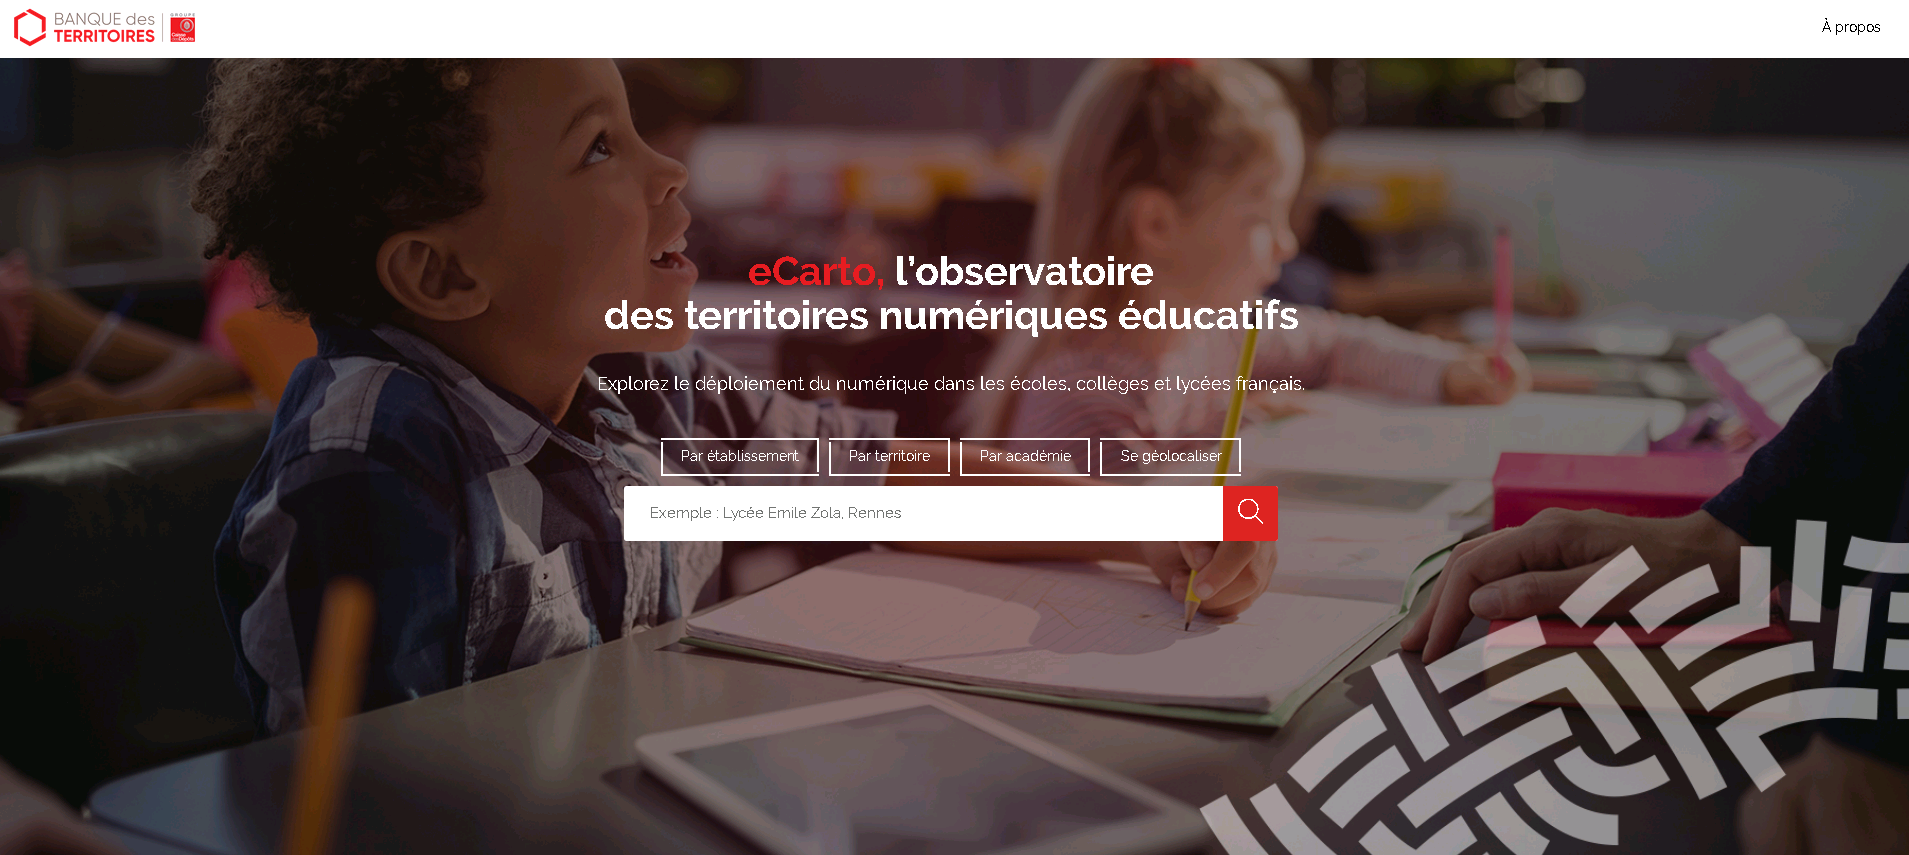 BANQUE des
TERRITOIRES
GROUPE
Caisse
des Dépôts
À propos
eCarto, l’observatoire
des territoires numériques éducatifs
Explorez le déploiement du numérique dans les écoles, collèges et lycées français.
Par établissement
Par territoire
Par académie
Se géolocaliser
Exemple : Lycée Emile Zola, Rennes